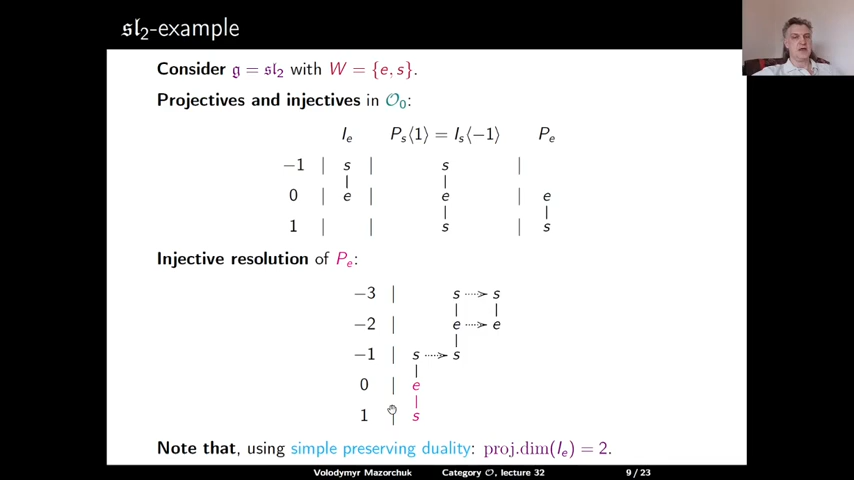 𝔰𝔩₂-example
Consider 𝔤 = 𝔰𝔩₂ with W = {e, s}.
Projectives and injectives in 𝒪₀:
Iₑ Pₛ⟨1⟩ = Iₛ⟨−1⟩ Pₑ
−1 | s | s |
0 | e | e | e
1 | | s | s
Injective resolution of Pₑ:
−3 | s ⇢ s
−2 | e ⇢ e
−1 | s ⇢ s
0 | e
1 | s
Note that, using simple preserving duality: proj.dim(Iₑ) = 2.
Volodymyr Mazorchuk Category 𝒪, lecture 32 9 / 23